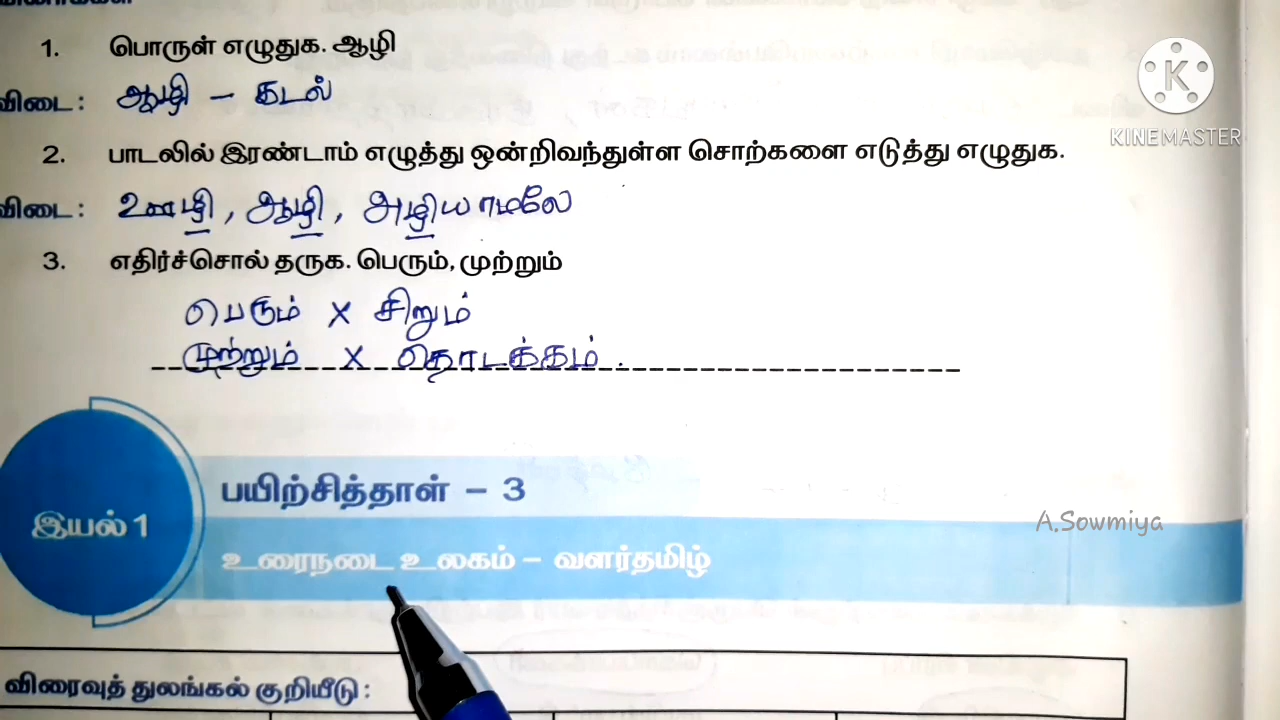 வினாக்கள்
1. பொருள் எழுதுக. ஆழி
விடை : ஆழி – கடல்
2. பாடலில் இரண்டாம் எழுத்து ஒன்றிவந்துள்ள சொற்களை எடுத்து எழுதுக.
விடை : ஊழி , ஆழி , அழியாமலே
3. எதிர்ச்சொல் தருக. பெரும், முற்றும்
பெரும் x சிறும்
முற்றும் x தொடக்கம் .
இயல் 1
பயிற்சித்தாள் – 3
உரைநடை உலகம் – வளர்தமிழ்
விரைவுத் துலங்கல் குறியீடு :
K
KINEMASTER
A.Sowmiya